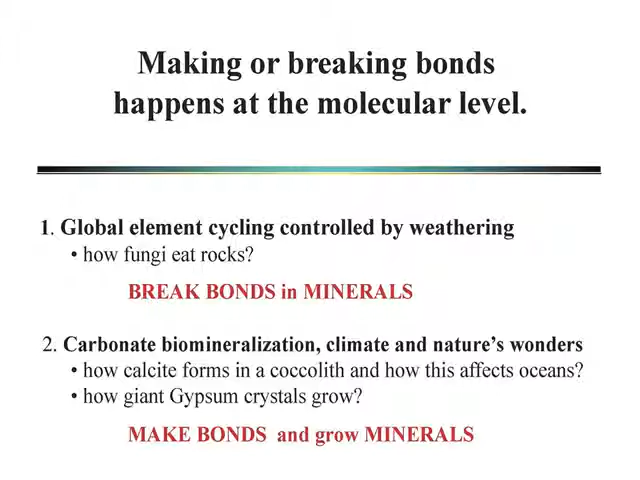 Making or breaking bonds
happens at the molecular level.
1. Global element cycling controlled by weathering
• how fungi eat rocks?
BREAK BONDS in MINERALS
2. Carbonate biomineralization, climate and nature's wonders
• how calcite forms in a coccolith and how this affects oceans?
• how giant Gypsum crystals grow?
MAKE BONDS and grow MINERALS